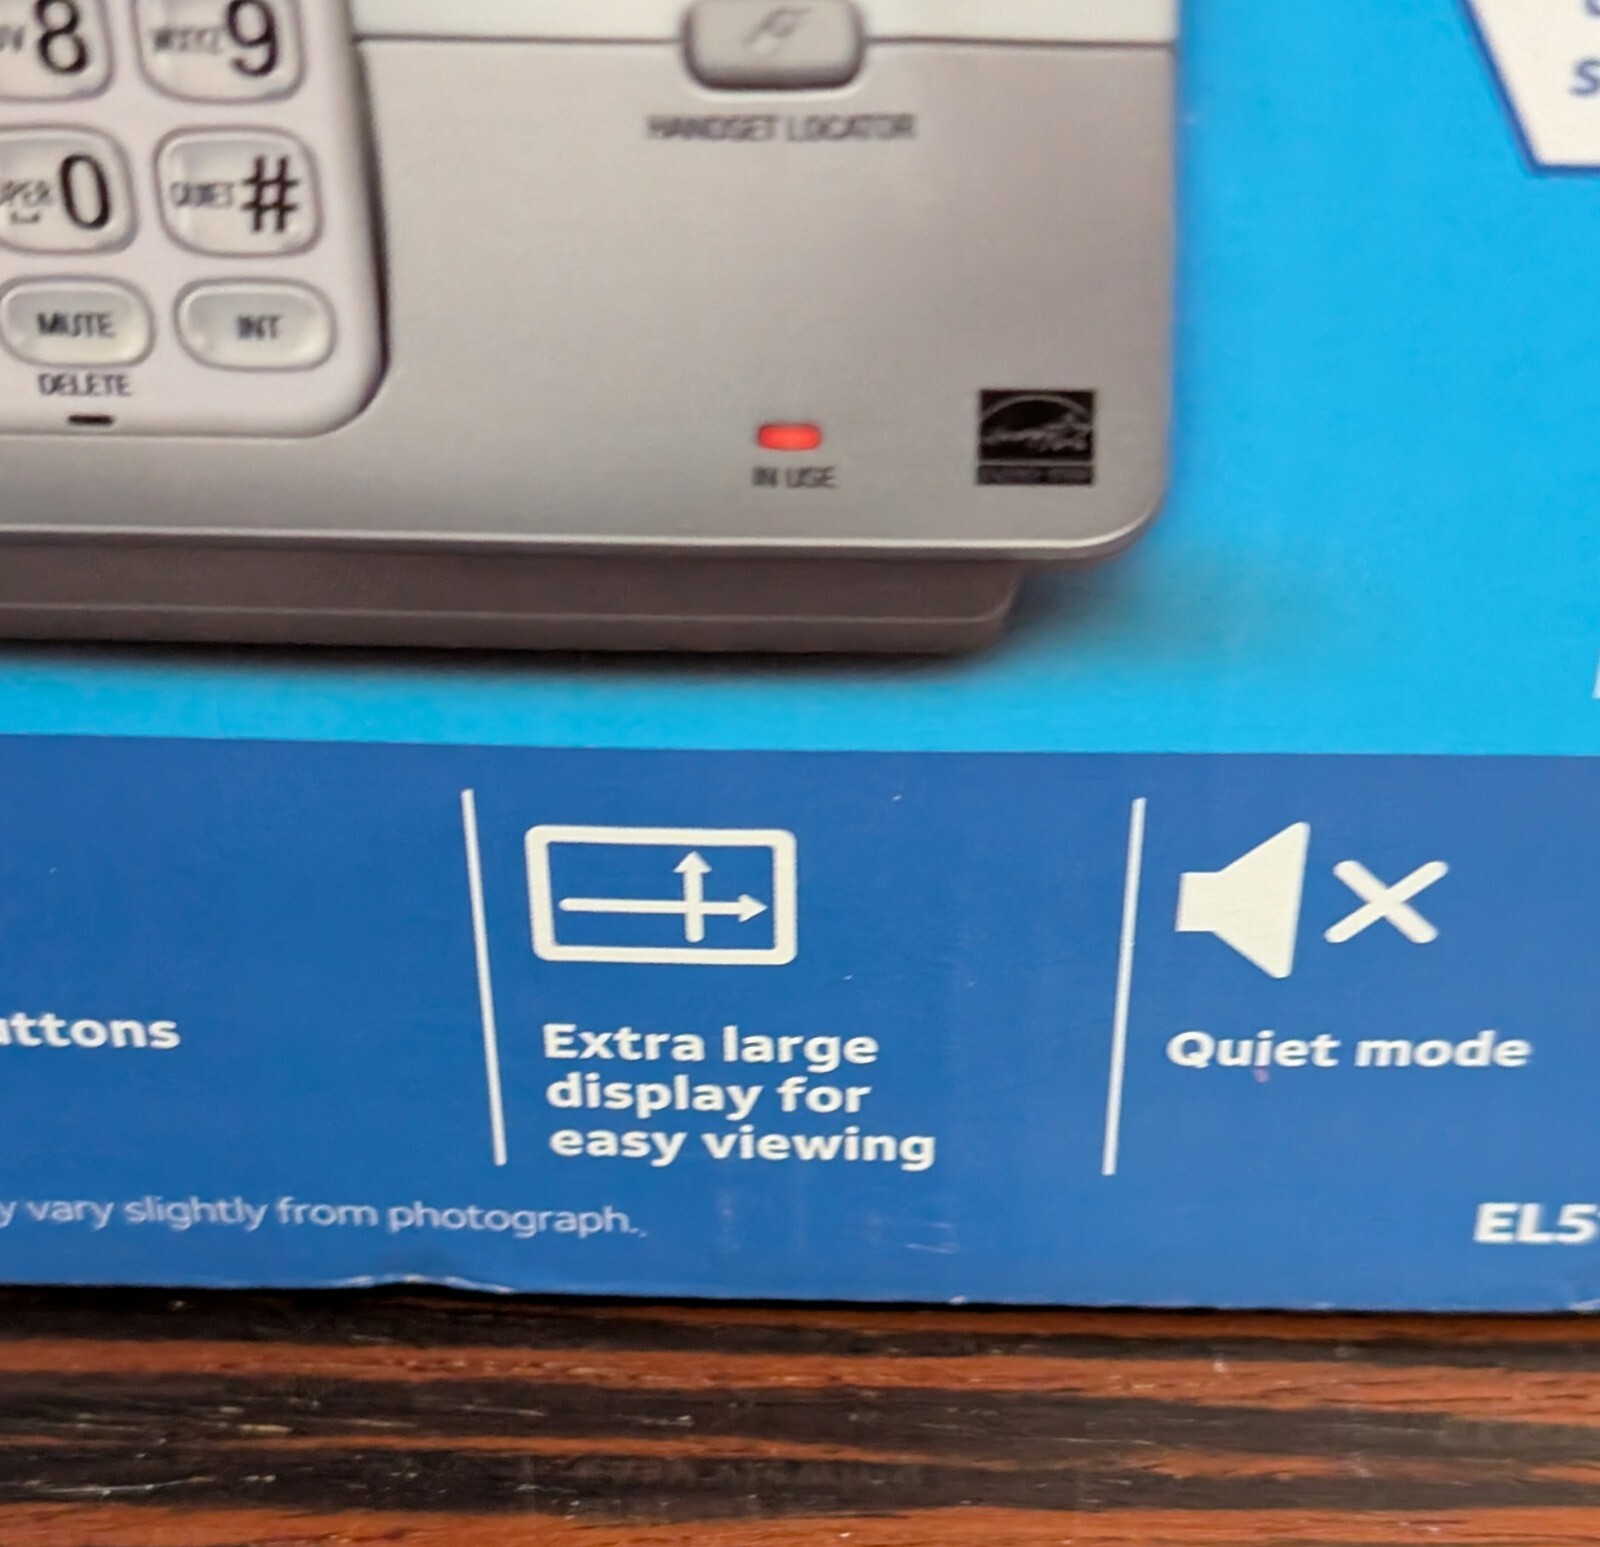 8 9
HANDSET LOCATOR
OPER 0 QUIET #
MUTE INT
DELETE
IN USE
Extra large
display for
easy viewing
Quiet mode
vary slightly from photograph.
EL5